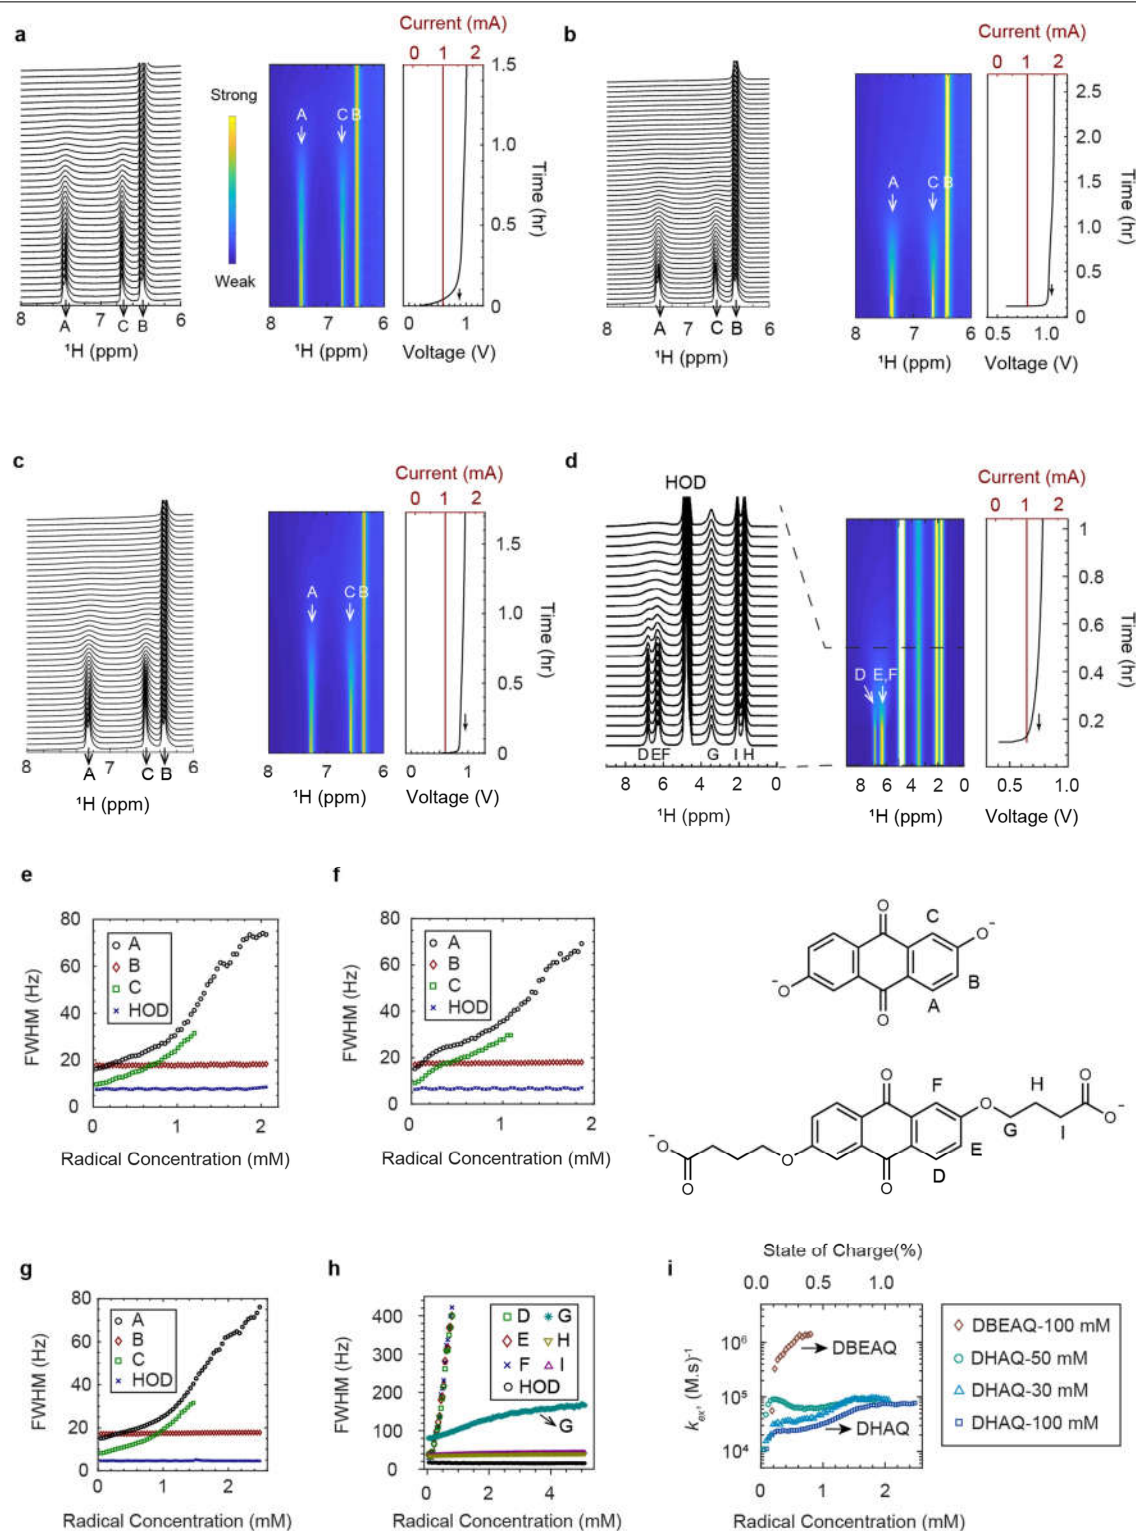 a
Current (mA)
0 1 2
Strong
Weak
A
C B
1.5
1.0
0.5
0
Time (hr)
8 A 7 C B 6
¹H (ppm)
8 7 6
¹H (ppm)
0 1
Voltage (V)
b
Current (mA)
0 1 2
A
C B
2.5
2.0
1.5
1.0
0.5
0
Time (hr)
8 A 7 C B 6
¹H (ppm)
8 7 6
¹H (ppm)
0.5 1.0
Voltage (V)
c
Current (mA)
0 1 2
A
C B
1.5
1.0
0.5
0
Time (hr)
8 A 7 C B 6
¹H (ppm)
8 7 6
¹H (ppm)
0 1
Voltage (V)
d
HOD
Current (mA)
0 1 2
D E,F
1
0.8
0.6
0.4
0.2
Time (hr)
D EF G I H
8 6 4 2 0
¹H (ppm)
8 6 4 2 0
¹H (ppm)
0.5 1.0
Voltage (V)
e
80
60
40
20
0
FWHM (Hz)
A
B
C
HOD
0 1 2
Radical Concentration (mM)
f
80
60
40
20
0
FWHM (Hz)
A
B
C
HOD
0 1 2
Radical Concentration (mM)
O
C
O⁻
⁻O
B
A
O
O
F
H
O
O
G
I
O⁻
⁻O
E
D
O
O
O
g
80
60
40
20
0
FWHM (Hz)
A
B
C
HOD
0 1 2
Radical Concentration (mM)
h
400
300
200
100
0
FWHM (Hz)
D G
E H
F I
HOD
G
0 2 4
Radical Concentration (mM)
i
State of Charge(%)
0.0 0.5 1.0
10⁶
10⁵
10⁴
kₑₓ, (M.s)⁻¹
DBEAQ
DHAQ
0 1 2
Radical Concentration (mM)
DBEAQ-100 mM
DHAQ-50 mM
DHAQ-30 mM
DHAQ-100 mM